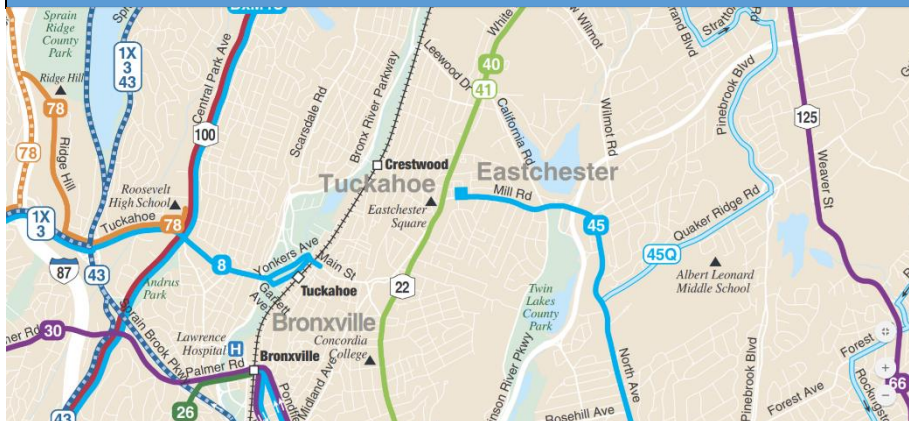 BxM4C
White
40
41
Sprain
Ridge
County
Park
Ridge Hill
78
78
Ridge Hill
1X
3
43
Central Park Ave
100
Scarsdale Rd
Bronx River Parkway
Leewood Dr
California Rd
Wilmot
Wilmot Rd
Stratton
Pinebrook Blvd
125
Weaver St
Crestwood
Tuckahoe
Eastchester
Eastchester
Square
Mill Rd
45
Quaker Ridge Rd
45Q
Albert Leonard
Middle School
Roosevelt
High School
Tuckahoe
78
1X
3
87
43
8
Yonkers Ave
Main St
Garrett
Ave
Tuckahoe
Andrus
Park
Sprain Brook Pkwy
22
Twin
Lakes
County
Park
Bronxville
Lawrence
Hospital
H
Concordia
College
30
Palmer Rd
Bronxville
26
43
Midland Ave
North Ave
Rosehill Ave
Pinebrook Blvd
Forest
Forest Ave
66
+
−